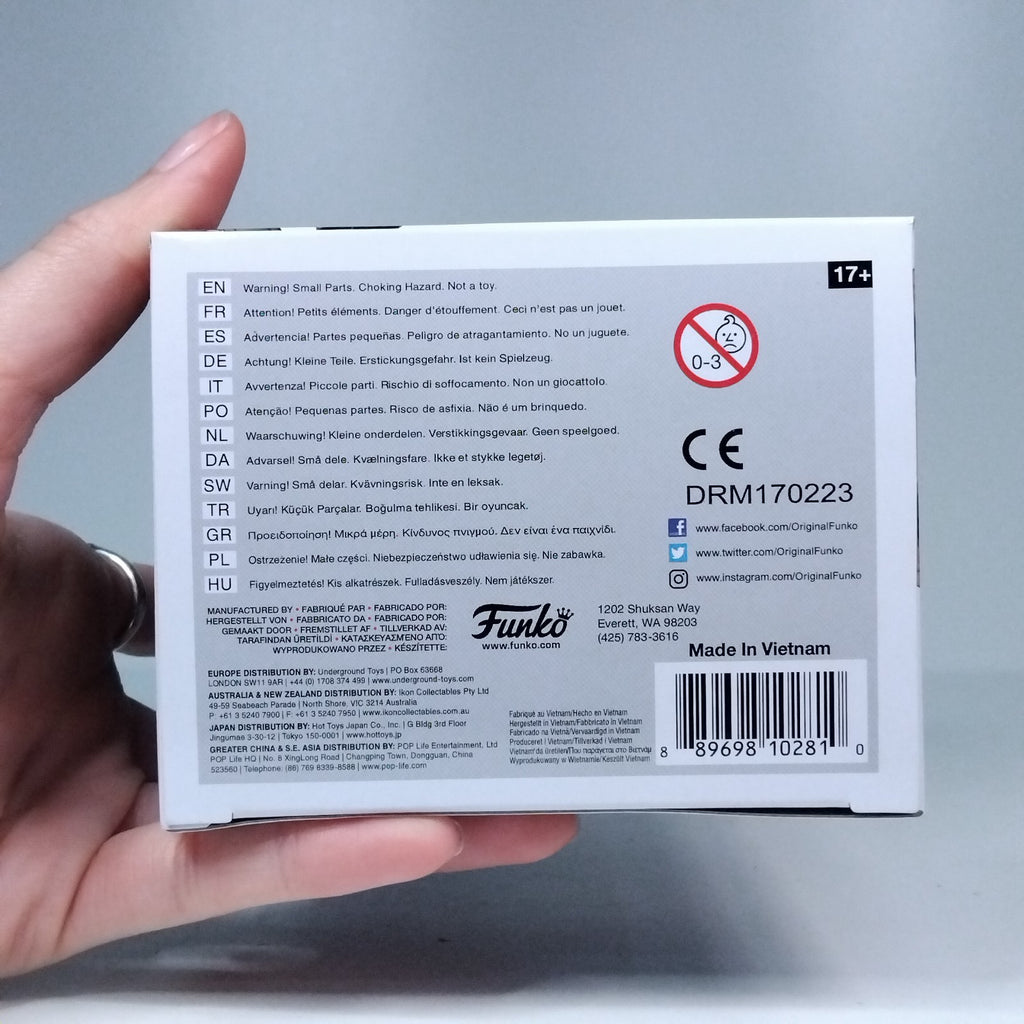 17+
EN Warning! Small Parts. Choking Hazard. Not a toy.
FR Attention! Petits éléments. Danger d'étouffement. Ceci n'est pas un jouet.
ES Advertencia! Partes pequeñas. Peligro de atragantamiento. No un juguete.
DE Achtung! Kleine Teile. Erstickungsgefahr. Ist kein Spielzeug.
IT Avvertenza! Piccole parti. Rischio di soffocamento. Non un giocattolo.
PO Atenção! Pequenas partes. Risco de asfixia. Não é um brinquedo.
NL Waarschuwing! Kleine onderdelen. Verstikkingsgevaar. Geen speelgoed.
DA Advarsel! Små dele. Kvælningsfare. Ikke et stykke legetøj.
SW Varning! Små delar. Kvävningsrisk. Inte en leksak.
TR Uyarı! Küçük Parçalar. Boğulma tehlikesi. Bir oyuncak.
GR Προειδοποίηση! Μικρά μέρη. Κίνδυνος πνιγμού. Δεν είναι ένα παιχνίδι.
PL Ostrzeżenie! Małe części. Niebezpieczeństwo udławienia się. Nie zabawka.
HU Figyelmeztetés! Kis alkatrészek. Fulladásveszély. Nem játékszer.
0-3
CE
DRM170223
www.facebook.com/OriginalFunko
www.twitter.com/OriginalFunko
www.instagram.com/OriginalFunko
MANUFACTURED BY • FABRIQUÉ PAR • FABRICADO POR:
HERGESTELLT VON • FABBRICATO DA • FABRICADO POR:
GEMAAKT DOOR • FREMSTILLET AF • TILLVERKAD AV:
TARAFINDAN ÜRETİLDİ • ΚΑΤΑΣΚΕΥΑΣΜΕΝΟ ΑΠΌ:
WYPRODUKOWANO PRZEZ • KÉSZÍTETTE:
Funko
www.funko.com
1202 Shuksan Way
Everett, WA 98203
(425) 783-3616
Made In Vietnam
EUROPE DISTRIBUTION BY: Underground Toys | PO Box 63668
LONDON SW11 9AR | +44 (0) 1708 374 499 | www.underground-toys.com
AUSTRALIA & NEW ZEALAND DISTRIBUTION BY: Ikon Collectables Pty Ltd
49-59 Seabeach Parade | North Shore, VIC 3214 Australia
P: +61 3 5240 7900 | F: +61 3 5240 7950 | www.ikoncollectables.com.au
JAPAN DISTRIBUTION BY: Hot Toys Japan Co., Inc. | G Bldg 3rd Floor
Jingumae 3-30-12 | Tokyo 150-0001 | www.hottoys.jp
GREATER CHINA & S.E. ASIA DISTRIBUTION BY: POP Life Entertainment, Ltd
POP Life HQ | No. 8 XingLong Road | Changping Town, Dongguan, China
523560 | Telephone: (86) 769 8339-8588 | www.pop-life.com
Fabriqué au Vietnam/Hecho en Vietnam
Hergestellt in Vietnam/Fabbricato in Vietnam
Fabricado na Vietnã/Vervaardigd in Vietnam
Produceret i Vietnam/Tillverkad i Vietnam
Vietnam'da üretilen/Που παράγεται στο Βιετνάμ
Wyprodukowany w Wietnamie/Készült Vietnam
8 89698 10281 0